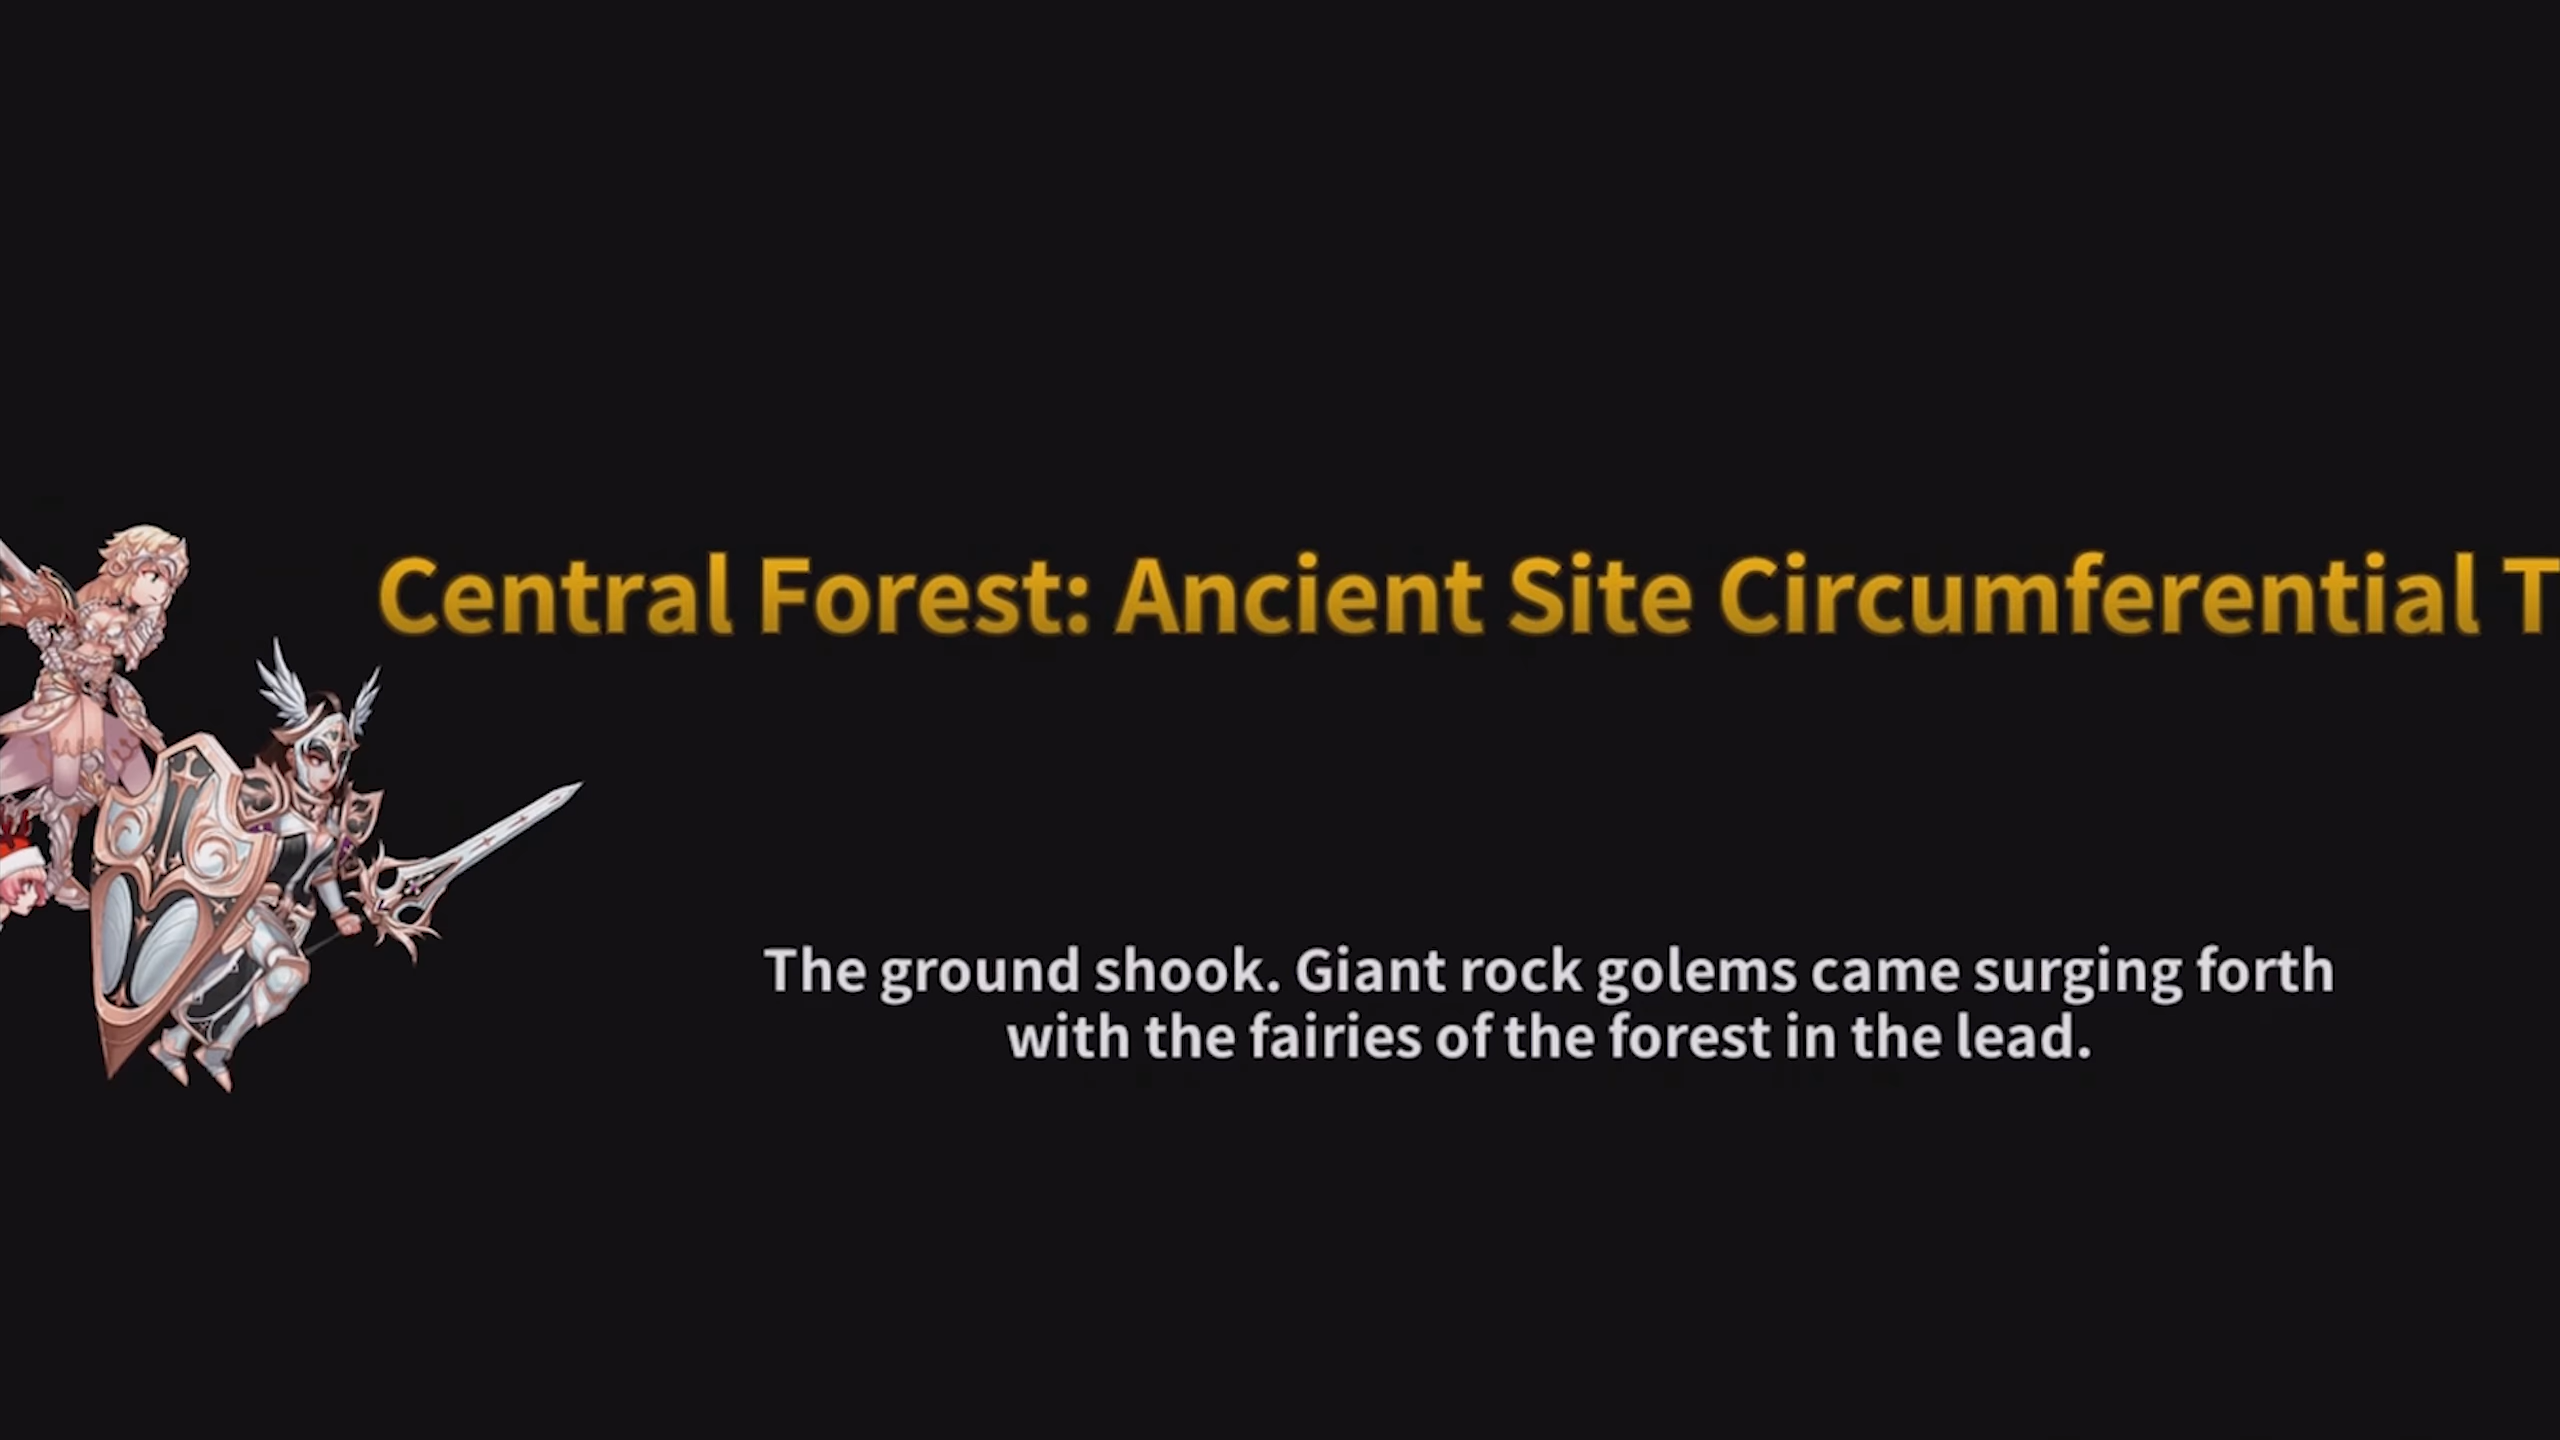 Central Forest: Ancient Site Circumferential T
The ground shook. Giant rock golems came surging forth
with the fairies of the forest in the lead.